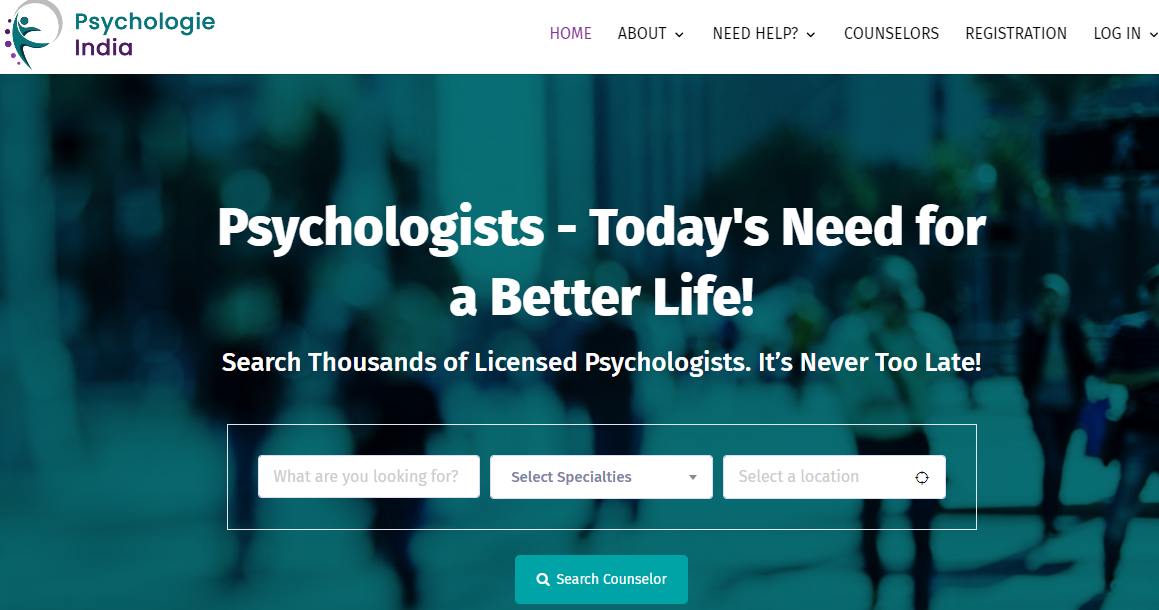 Psychologie
India
HOME ABOUT NEED HELP? COUNSELORS REGISTRATION LOG IN
Psychologists - Today's Need for
a Better Life!
Search Thousands of Licensed Psychologists. It’s Never Too Late!
What are you looking for? Select Specialties Select a location
Search Counselor